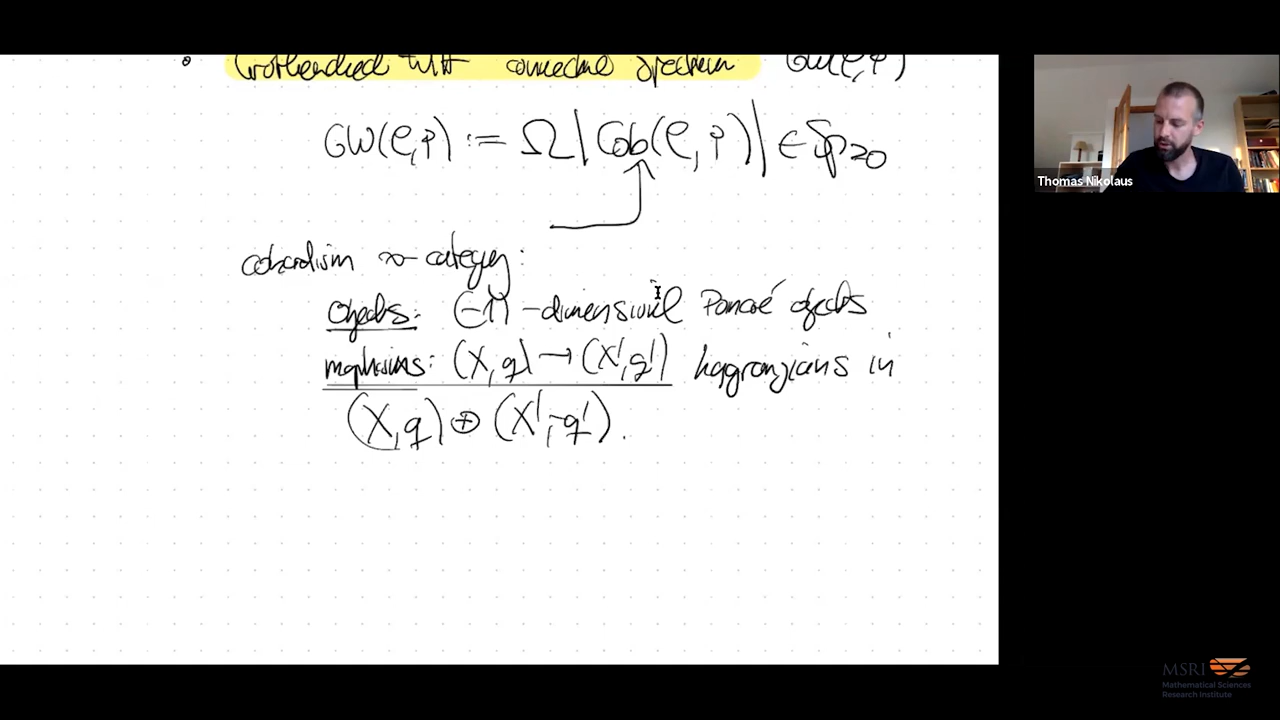 • Grothendieck Witt connective spectrum GW(𝒞,Ϙ)
GW(𝒞,Ϙ) := Ω|Cob(𝒞,Ϙ)| ∈ Sp≥0
cobordism ∞-category:
Objects: (-1)-dimensional Poincaré objects
morphisms: (X,q) → (X',q') Lagrangians in
(X,q) ⊕ (X',-q').
Thomas Nikolaus
MSRI
Mathematical Sciences
Research Institute